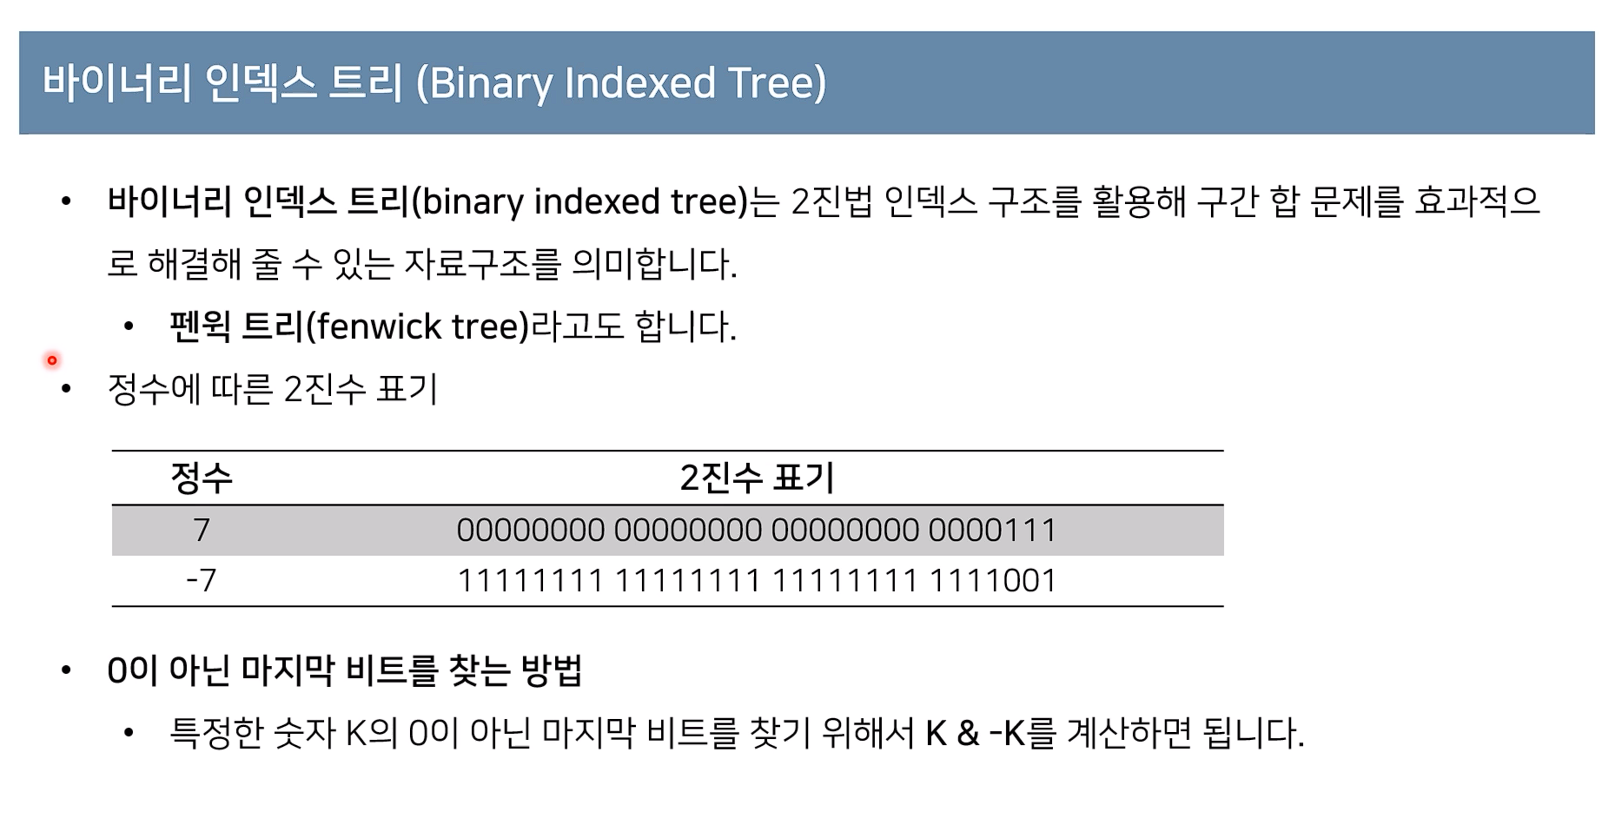 바이너리 인덱스 트리 (Binary Indexed Tree)
• 바이너리 인덱스 트리(binary indexed tree)는 2진법 인덱스 구조를 활용해 구간 합 문제를 효과적으
로 해결해 줄 수 있는 자료구조를 의미합니다.
• 펜윅 트리(fenwick tree)라고도 합니다.
• 정수에 따른 2진수 표기
정수 2진수 표기
7 00000000 00000000 00000000 0000111
-7 11111111 11111111 11111111 1111001
• 0이 아닌 마지막 비트를 찾는 방법
• 특정한 숫자 K의 0이 아닌 마지막 비트를 찾기 위해서 K & -K를 계산하면 됩니다.